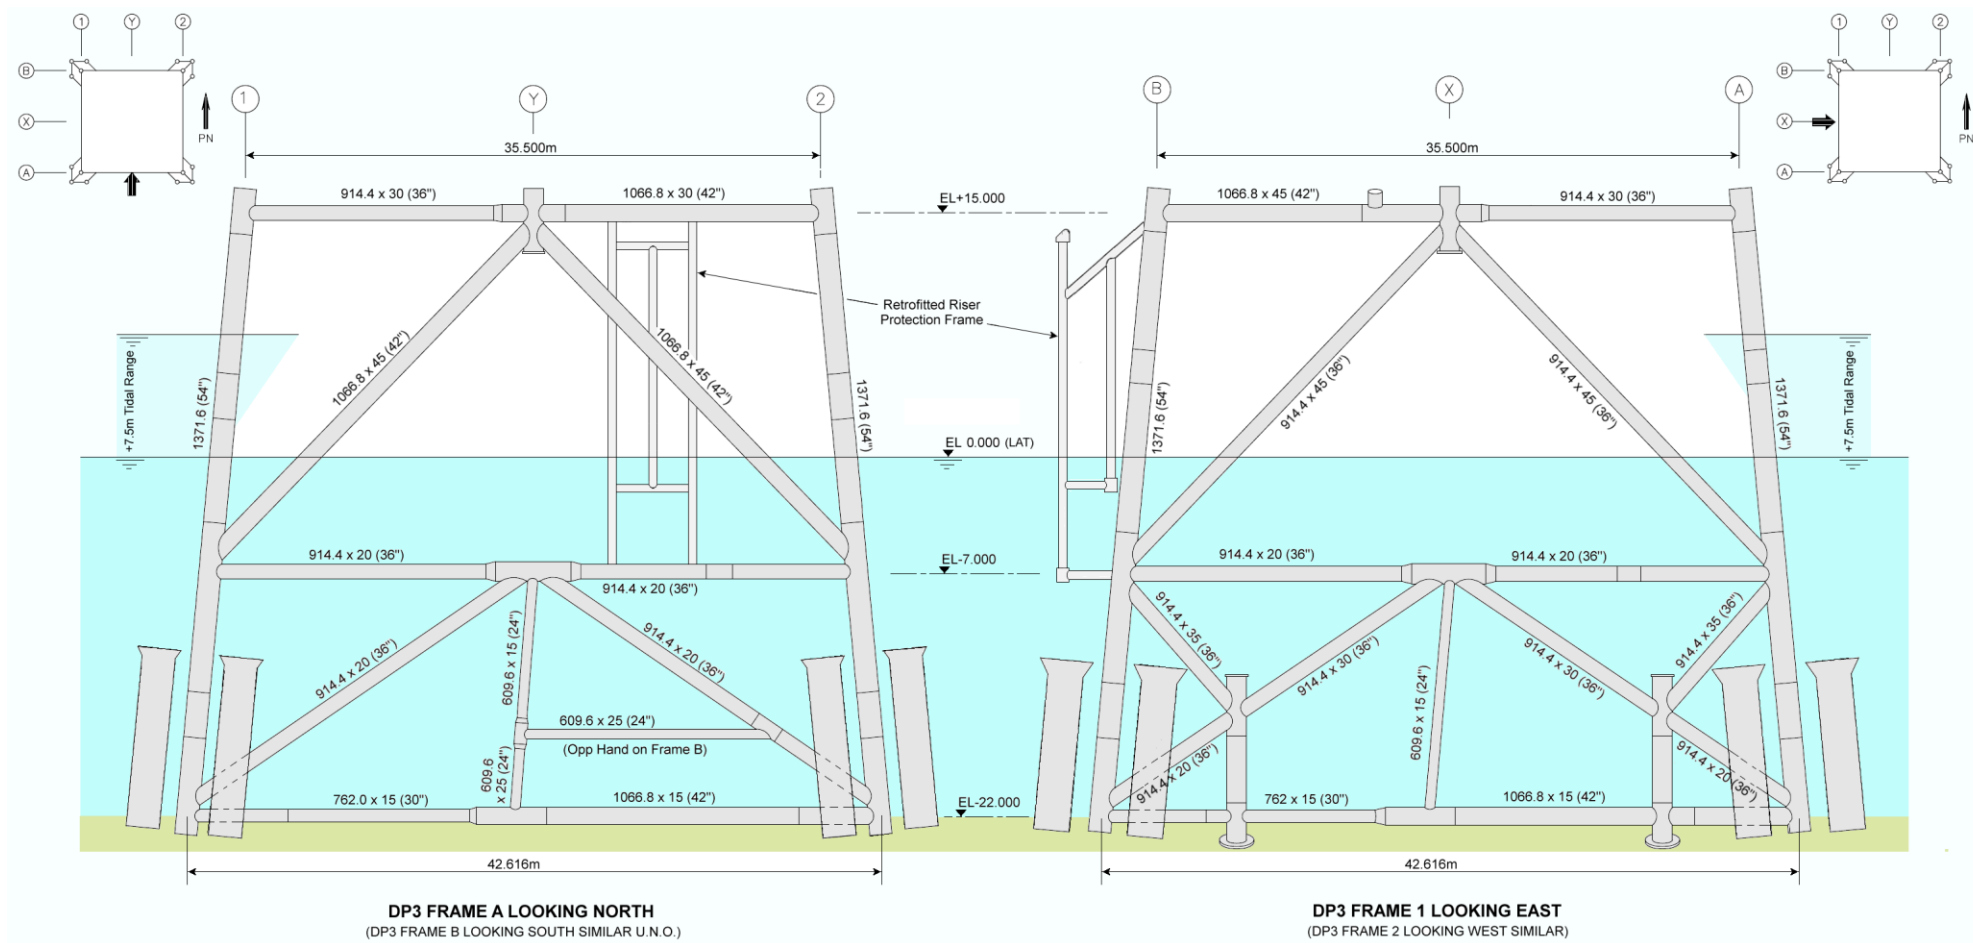 1
Y
2
B
X
A
PN
1
Y
2
35.500m
914.4 x 30 (36")
1066.8 x 30 (42")
EL+15.000
Retrofitted Riser
Protection Frame
+7.5m Tidal Range
1371.6 (54")
1066.8 x 45 (42")
1066.8 x 45 (42")
1371.6 (54")
EL 0.000 (LAT)
914.4 x 20 (36")
914.4 x 20 (36")
EL-7.000
914.4 x 20 (36")
609.6 x 15 (24")
914.4 x 20 (36")
609.6 x 25 (24")
(Opp Hand on Frame B)
609.6
x 25 (24")
762.0 x 15 (30")
1066.8 x 15 (42")
EL-22.000
42.616m
DP3 FRAME A LOOKING NORTH
(DP3 FRAME B LOOKING SOUTH SIMILAR U.N.O.)
1
Y
2
B
X
A
PN
B
X
A
35.500m
1066.8 x 45 (42")
914.4 x 30 (36")
1371.6 (54")
914.4 x 45 (36")
914.4 x 45 (36")
1371.6 (54")
+7.5m Tidal Range
914.4 x 20 (36")
914.4 x 20 (36")
914.4 x 35 (36")
914.4 x 30 (36")
609.6 x 15 (24")
914.4 x 30 (36")
914.4 x 35 (36")
914.4 x 20 (36")
914.4 x 20 (36")
762 x 15 (30")
1066.8 x 15 (42")
42.616m
DP3 FRAME 1 LOOKING EAST
(DP3 FRAME 2 LOOKING WEST SIMILAR)